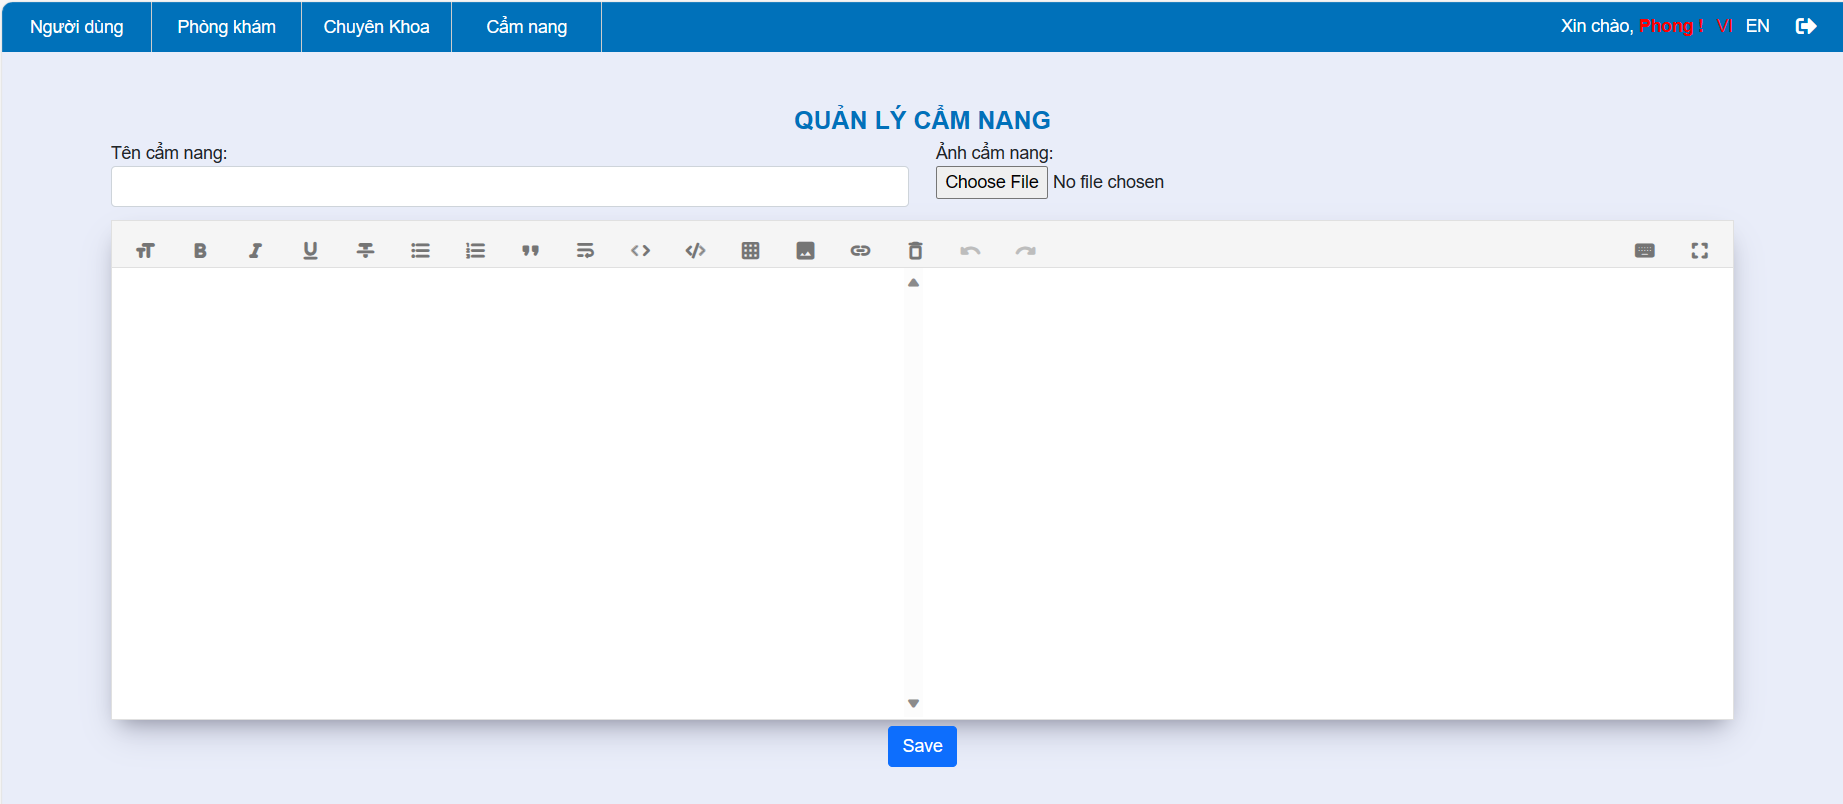 Người dùng Phòng khám Chuyên Khoa Cẩm nang Xin chào, Phong ! VI EN
QUẢN LÝ CẨM NANG
Tên cẩm nang: Ảnh cẩm nang:
Choose File No file chosen
Save